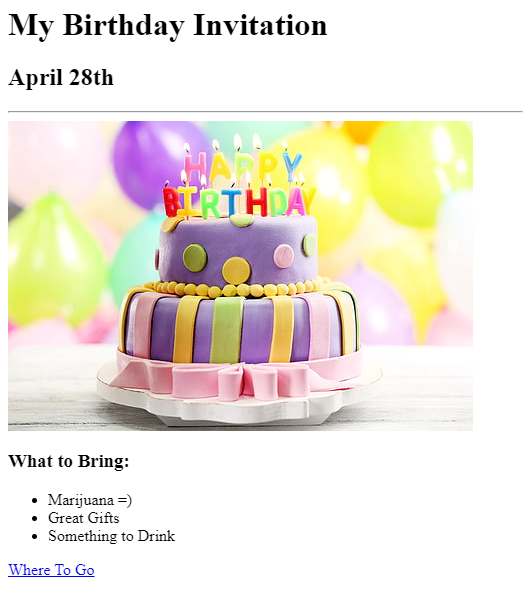 My Birthday Invitation
April 28th
HAPPY
BIRTHDAY
What to Bring:
Marijuana =)
Great Gifts
Something to Drink
Where To Go